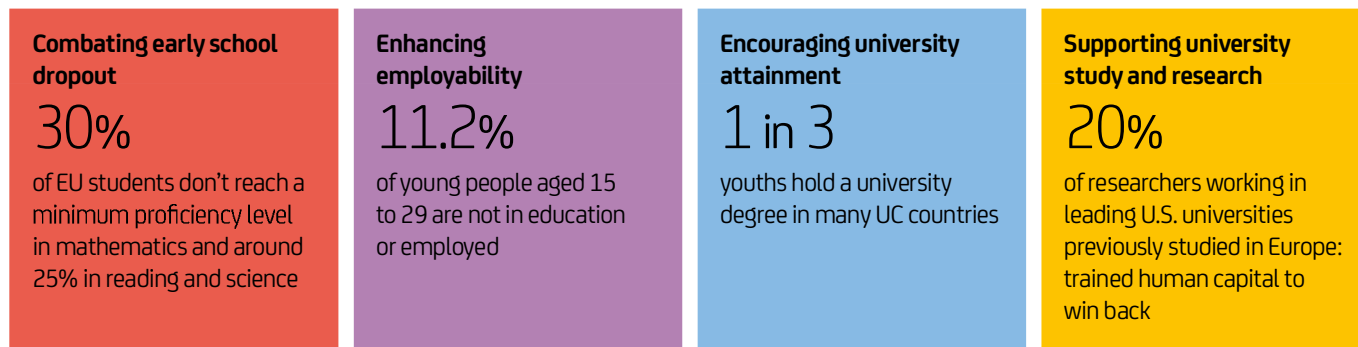 Combating early school
dropout
30%
of EU students don't reach a
minimum proficiency level
in mathematics and around
25% in reading and science
Enhancing
employability
11.2%
of young people aged 15
to 29 are not in education
or employed
Encouraging university
attainment
1 in 3
youths hold a university
degree in many UC countries
Supporting university
study and research
20%
of researchers working in
leading U.S. universities
previously studied in Europe:
trained human capital to
win back